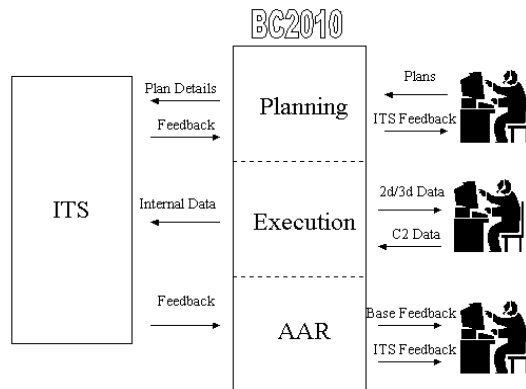 BC2010
Plan Details
Feedback
Planning
Plans
ITS Feedback
ITS
Internal Data
Execution
2d/3d Data
C2 Data
Feedback
AAR
Base Feedback
ITS Feedback